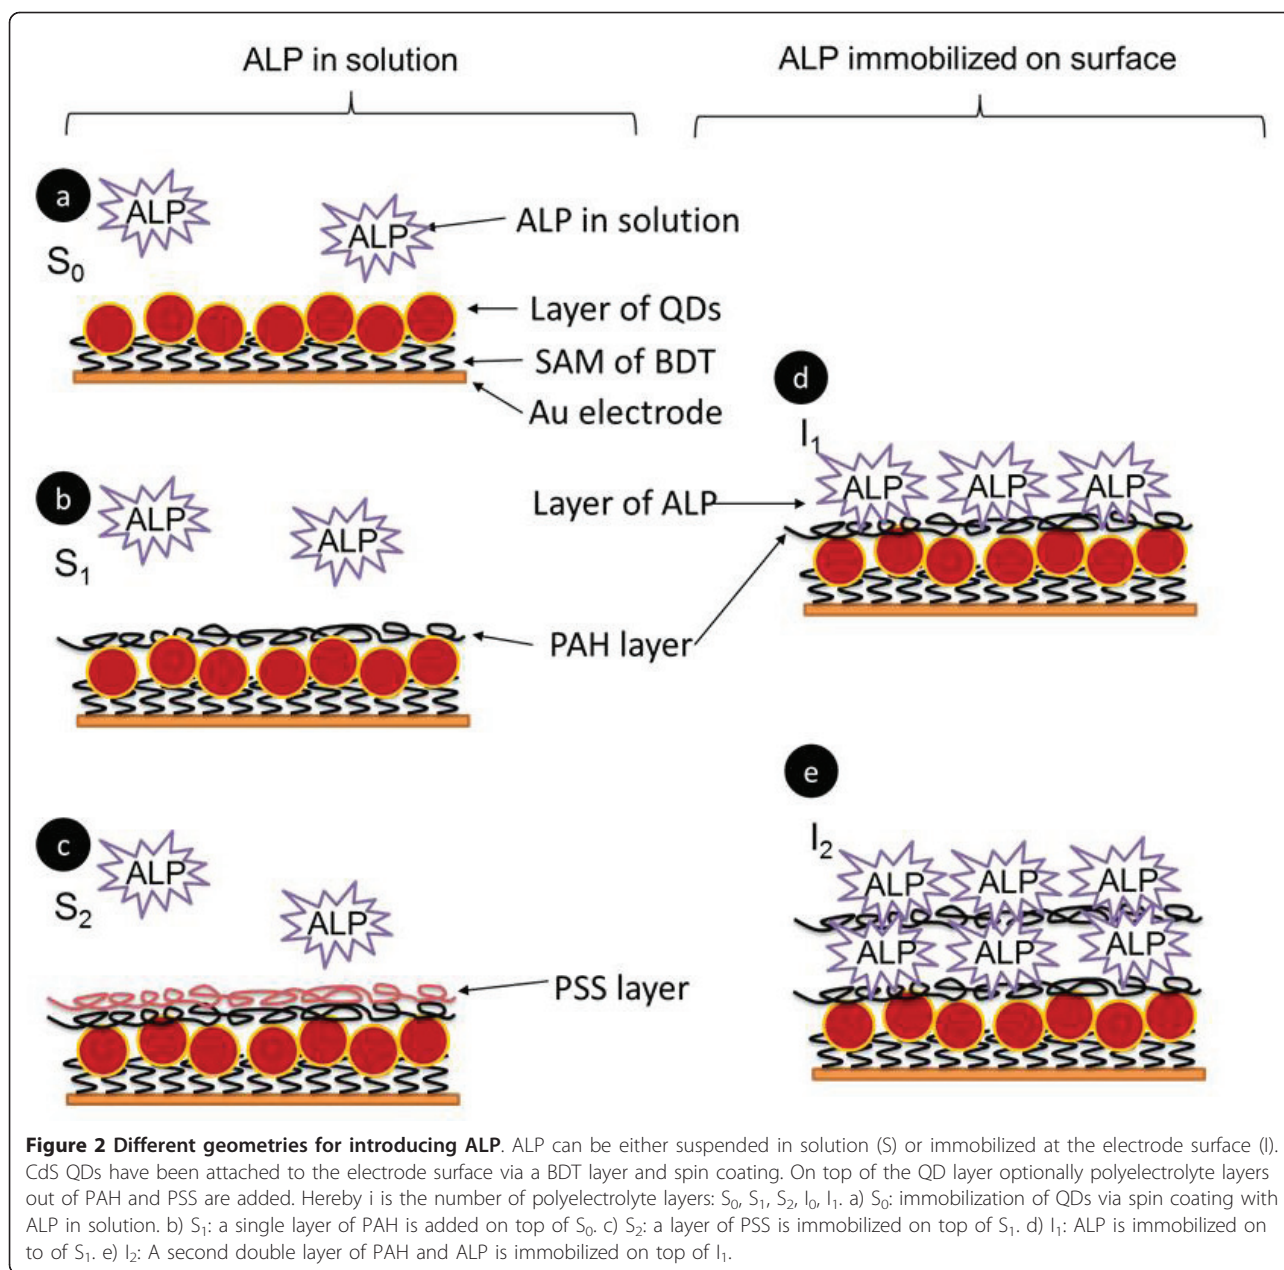 ALP in solution
ALP immobilized on surface
a
S₀
ALP
ALP
ALP in solution
Layer of QDs
SAM of BDT
Au electrode
b
S₁
ALP
ALP
PAH layer
c
S₂
ALP
ALP
PSS layer
d
I₁
ALP ALP ALP
Layer of ALP
e
I₂
ALP ALP ALP
ALP ALP ALP
Figure 2 Different geometries for introducing ALP. ALP can be either suspended in solution (S) or immobilized at the electrode surface (I).
CdS QDs have been attached to the electrode surface via a BDT layer and spin coating. On top of the QD layer optionally polyelectrolyte layers
out of PAH and PSS are added. Hereby i is the number of polyelectrolyte layers: S₀, S₁, S₂, I₀, I₁. a) S₀: immobilization of QDs via spin coating with
ALP in solution. b) S₁: a single layer of PAH is added on top of S₀. c) S₂: a layer of PSS is immobilized on top of S₁. d) I₁: ALP is immobilized on
to of S₁. e) I₂: A second double layer of PAH and ALP is immobilized on top of I₁.